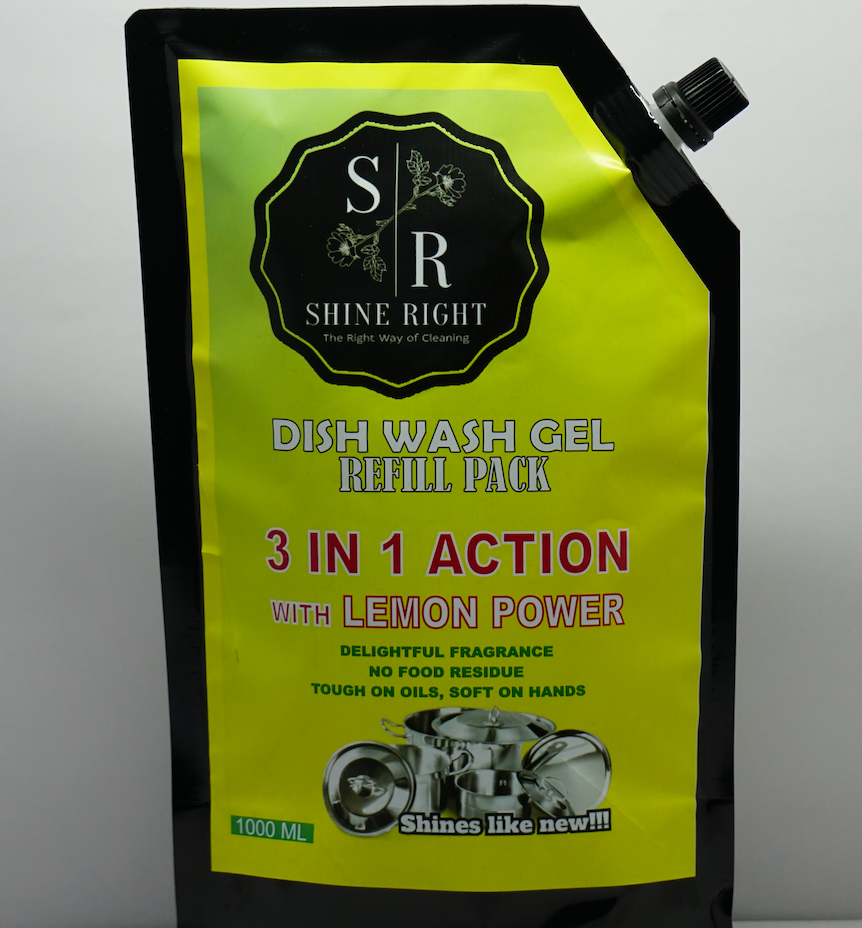 S
R
SHINE RIGHT
The Right Way of Cleaning
DISH WASH GEL
REFILL PACK
3 IN 1 ACTION
WITH LEMON POWER
DELIGHTFUL FRAGRANCE
NO FOOD RESIDUE
TOUGH ON OILS, SOFT ON HANDS
Shines like new!!!
1000 ML